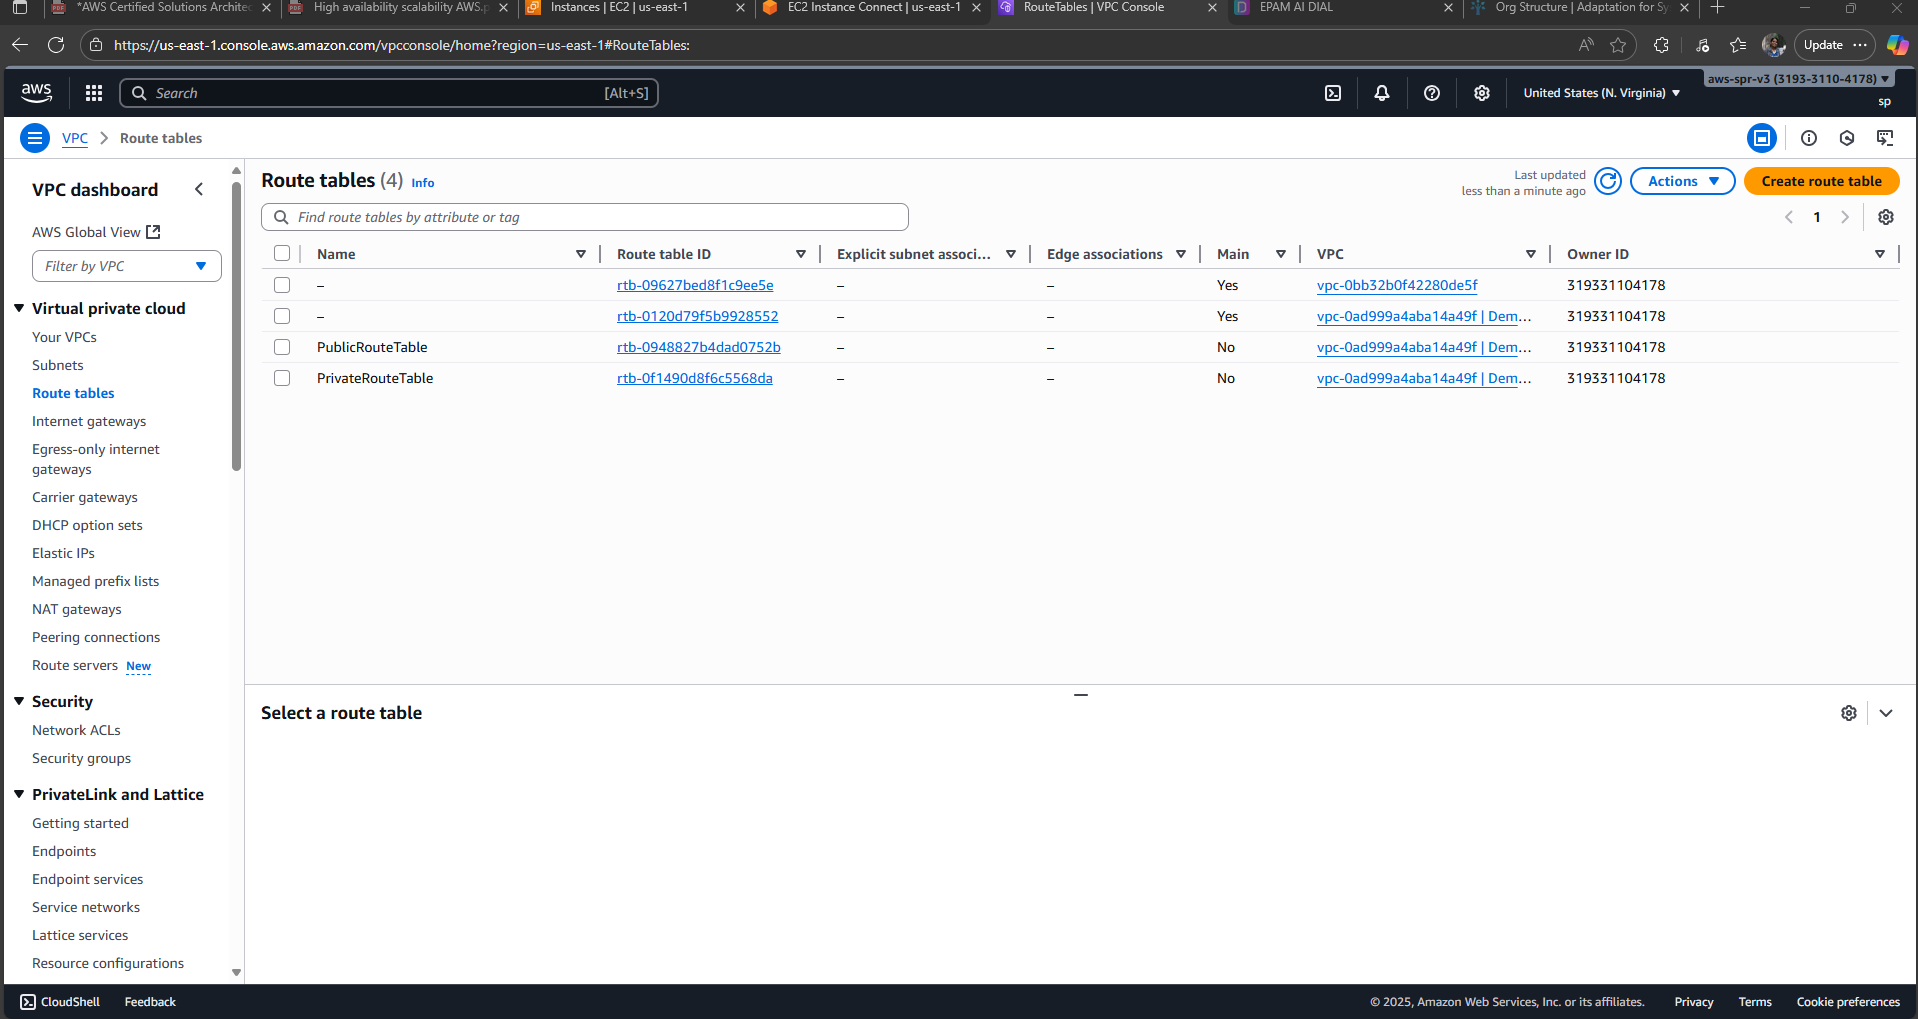 *AWS Certified Solutions Architec
High availability scalability AWS.p
Instances | EC2 | us-east-1
EC2 Instance Connect | us-east-1
RouteTables | VPC Console
EPAM AI DIAL
Org Structure | Adaptation for Sy
https://us-east-1.console.aws.amazon.com/vpcconsole/home?region=us-east-1#RouteTables:
Update
aws
Search
[Alt+S]
United States (N. Virginia)
aws-spr-v3 (3193-3110-4178)
sp
VPC > Route tables
VPC dashboard
AWS Global View
Filter by VPC
Virtual private cloud
Your VPCs
Subnets
Route tables
Internet gateways
Egress-only internet
gateways
Carrier gateways
DHCP option sets
Elastic IPs
Managed prefix lists
NAT gateways
Peering connections
Route servers New
Security
Network ACLs
Security groups
PrivateLink and Lattice
Getting started
Endpoints
Endpoint services
Service networks
Lattice services
Resource configurations
Route tables (4) Info
Last updated
less than a minute ago
Actions
Create route table
Find route tables by attribute or tag
1
Name Route table ID Explicit subnet associ... Edge associations Main VPC Owner ID
– rtb-09627bed8f1c9ee5e – – Yes vpc-0bb32b0f42280de5f 319331104178
– rtb-0120d79f5b9928552 – – Yes vpc-0ad999a4aba14a49f | Dem... 319331104178
PublicRouteTable rtb-0948827b4dad0752b – – No vpc-0ad999a4aba14a49f | Dem... 319331104178
PrivateRouteTable rtb-0f1490d8f6c5568da – – No vpc-0ad999a4aba14a49f | Dem... 319331104178
Select a route table
CloudShell Feedback
© 2025, Amazon Web Services, Inc. or its affiliates. Privacy Terms Cookie preferences